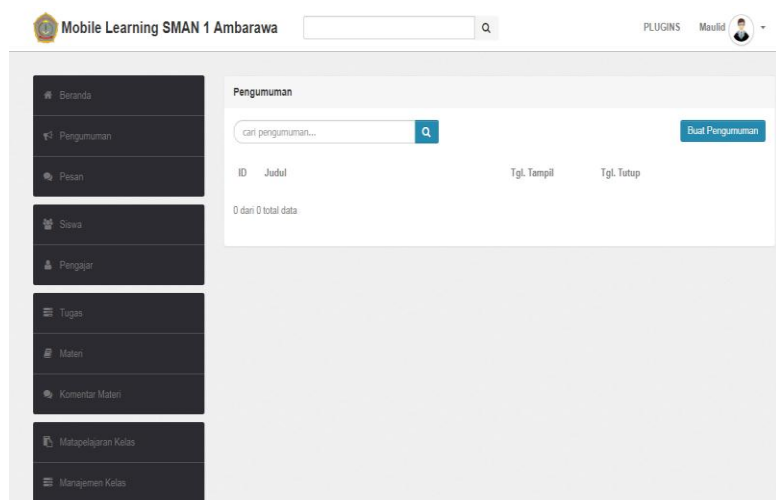 Mobile Learning SMAN 1 Ambarawa
PLUGINS
Maulid
Beranda
Pengumuman
Pesan
Siswa
Pengajar
Tugas
Materi
Komentar Materi
Matapelajaran Kelas
Manajemen Kelas
Pengumuman
cari pengumuman...
Buat Pengumuman
ID Judul Tgl. Tampil Tgl. Tutup
0 dari 0 total data